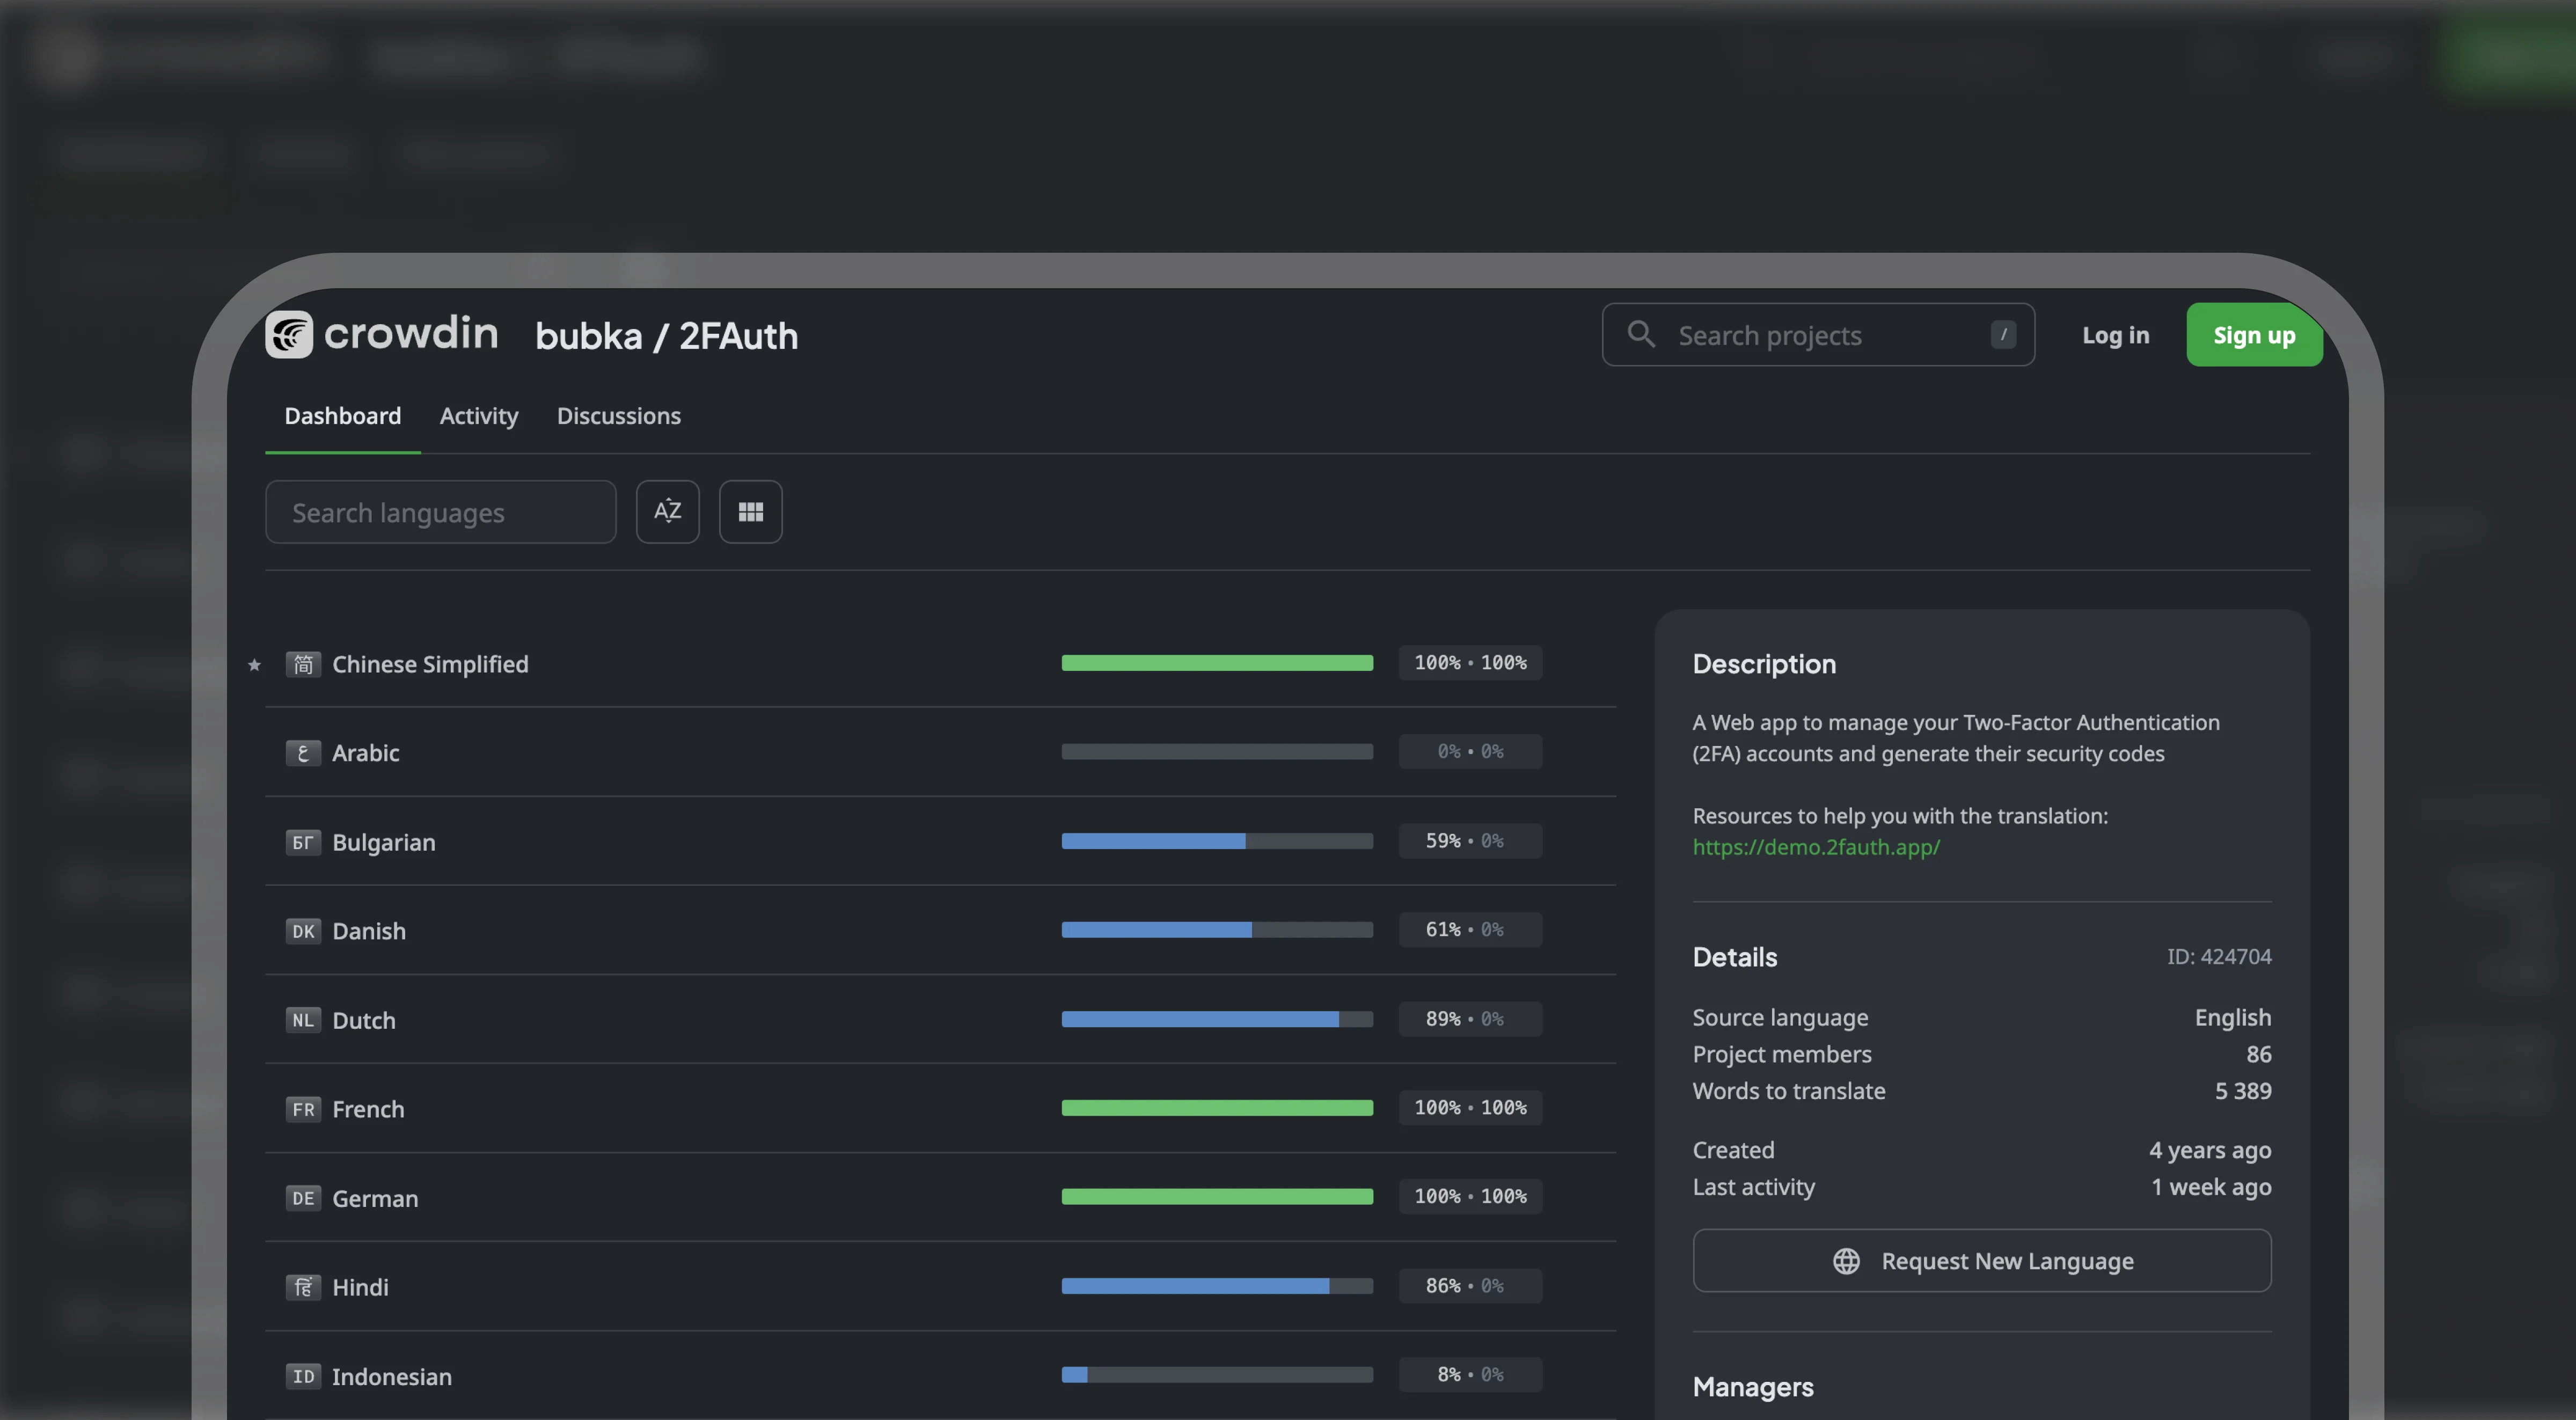 crowdin
bubka / 2FAuth
Search projects
/
Log in
Sign up
Dashboard
Activity
Discussions
Search languages
AZ
简 Chinese Simplified
100% • 100%
ع Arabic
0% • 0%
БГ Bulgarian
59% • 0%
DK Danish
61% • 0%
NL Dutch
89% • 0%
FR French
100% • 100%
DE German
100% • 100%
हिं Hindi
86% • 0%
ID Indonesian
8% • 0%
Description
A Web app to manage your Two-Factor Authentication
(2FA) accounts and generate their security codes
Resources to help you with the translation:
https://demo.2fauth.app/
Details
ID: 424704
Source language
English
Project members
86
Words to translate
5 389
Created
4 years ago
Last activity
1 week ago
Request New Language
Managers